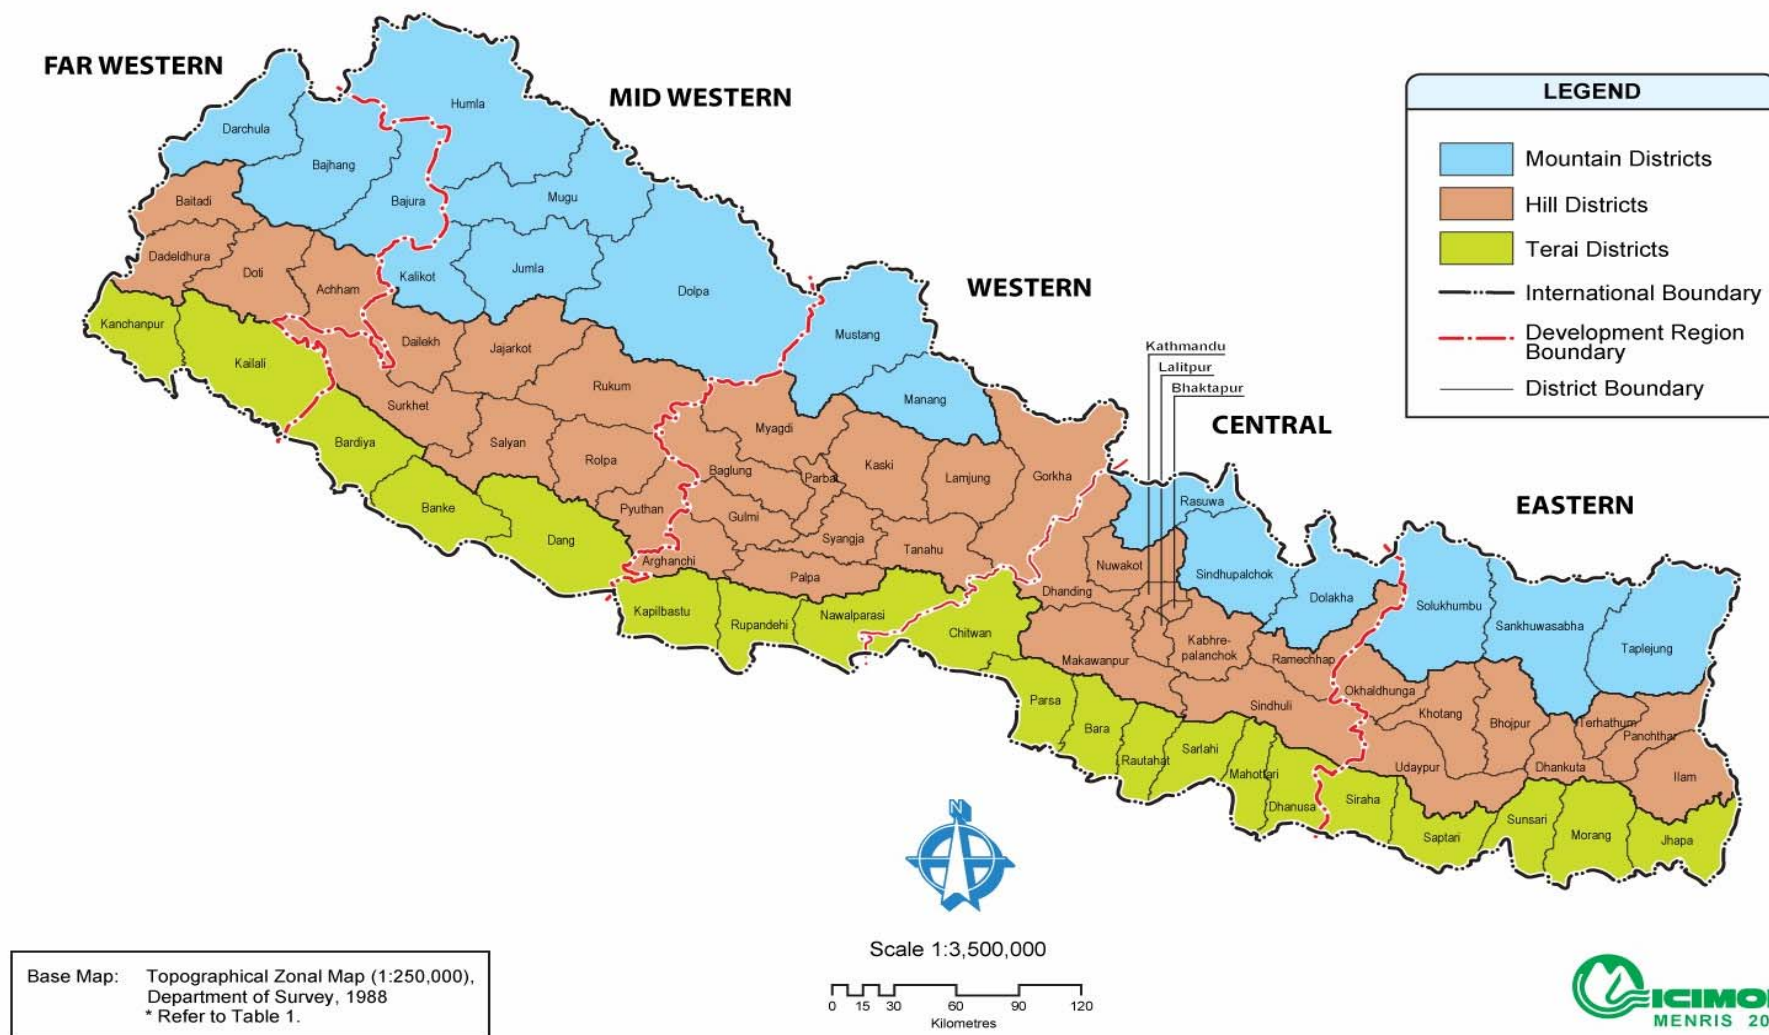 FAR WESTERN
MID WESTERN
WESTERN
CENTRAL
EASTERN
Humla
Darchula
Bajhang
Bajura
Mugu
Baitadi
Dadeldhura
Doti
Achham
Kalikot
Jumla
Dolpa
Kanchanpur
Kailali
Dailekh
Jajarkot
Rukum
Surkhet
Salyan
Rolpa
Bardiya
Banke
Dang
Pyuthan
Mustang
Manang
Myagdi
Baglung
Parbat
Kaski
Lamjung
Gorkha
Gulmi
Syangja
Tanahu
Arghanchi
Palpa
Kapilbastu
Rupandehi
Nawalparasi
Kathmandu
Lalitpur
Bhaktapur
Rasuwa
Nuwakot
Sindhupalchok
Dhanding
Dolakha
Chitwan
Kabhre-
palanchok
Makawanpur
Ramechhap
Sindhuli
Parsa
Bara
Rautahat
Sarlahi
Mahottari
Dhanusa
Solukhumbu
Sankhuwasabha
Taplejung
Okhaldhunga
Khotang
Bhojpur
Terhathum
Panchthar
Udaypur
Dhankuta
Ilam
Siraha
Saptari
Sunsari
Morang
Jhapa
LEGEND
Mountain Districts
Hill Districts
Terai Districts
International Boundary
Development Region
Boundary
District Boundary
N
Scale 1:3,500,000
0 15 30 60 90 120
Kilometres
Base Map: Topographical Zonal Map (1:250,000),
Department of Survey, 1988
* Refer to Table 1.
MENRIS